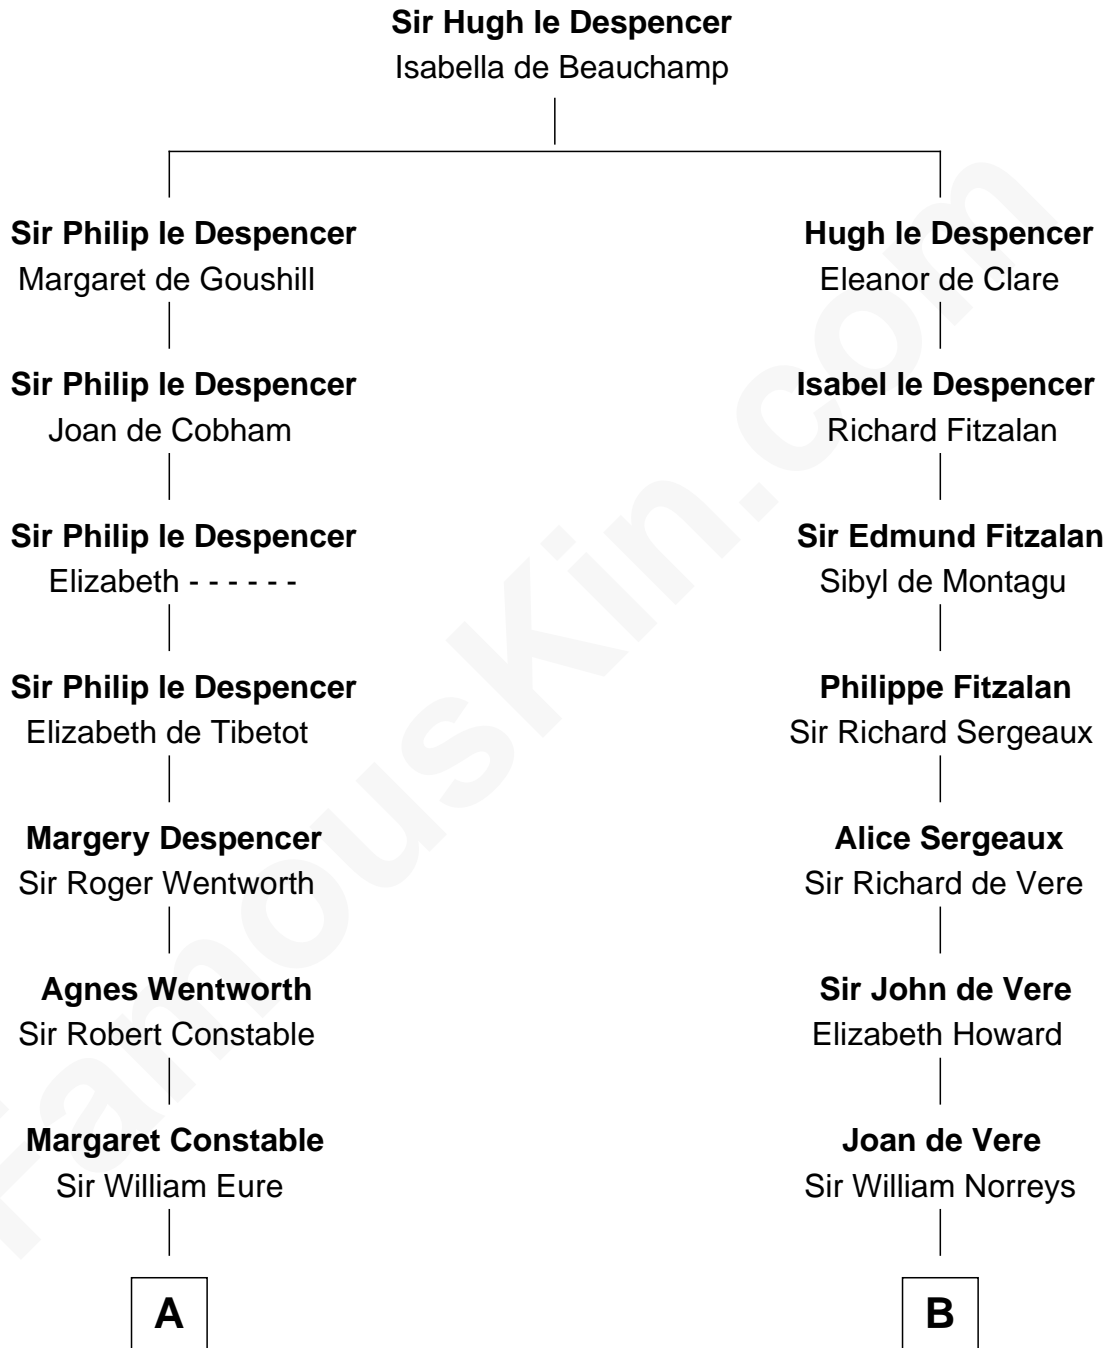 Sir Hugh le Despencer
Isabella de Beauchamp
Sir Philip le Despencer
Margaret de Goushill
Hugh le Despencer
Eleanor de Clare
Sir Philip le Despencer
Joan de Cobham
Isabel le Despencer
Richard Fitzalan
Sir Philip le Despencer
Elizabeth - - - - - -
Sir Edmund Fitzalan
Sibyl de Montagu
Sir Philip le Despencer
Elizabeth de Tibetot
Philippe Fitzalan
Sir Richard Sergeaux
Margery Despencer
Sir Roger Wentworth
Alice Sergeaux
Sir Richard de Vere
Agnes Wentworth
Sir Robert Constable
Sir John de Vere
Elizabeth Howard
Margaret Constable
Sir William Eure
Joan de Vere
Sir William Norreys
A
B
FamousKin.com